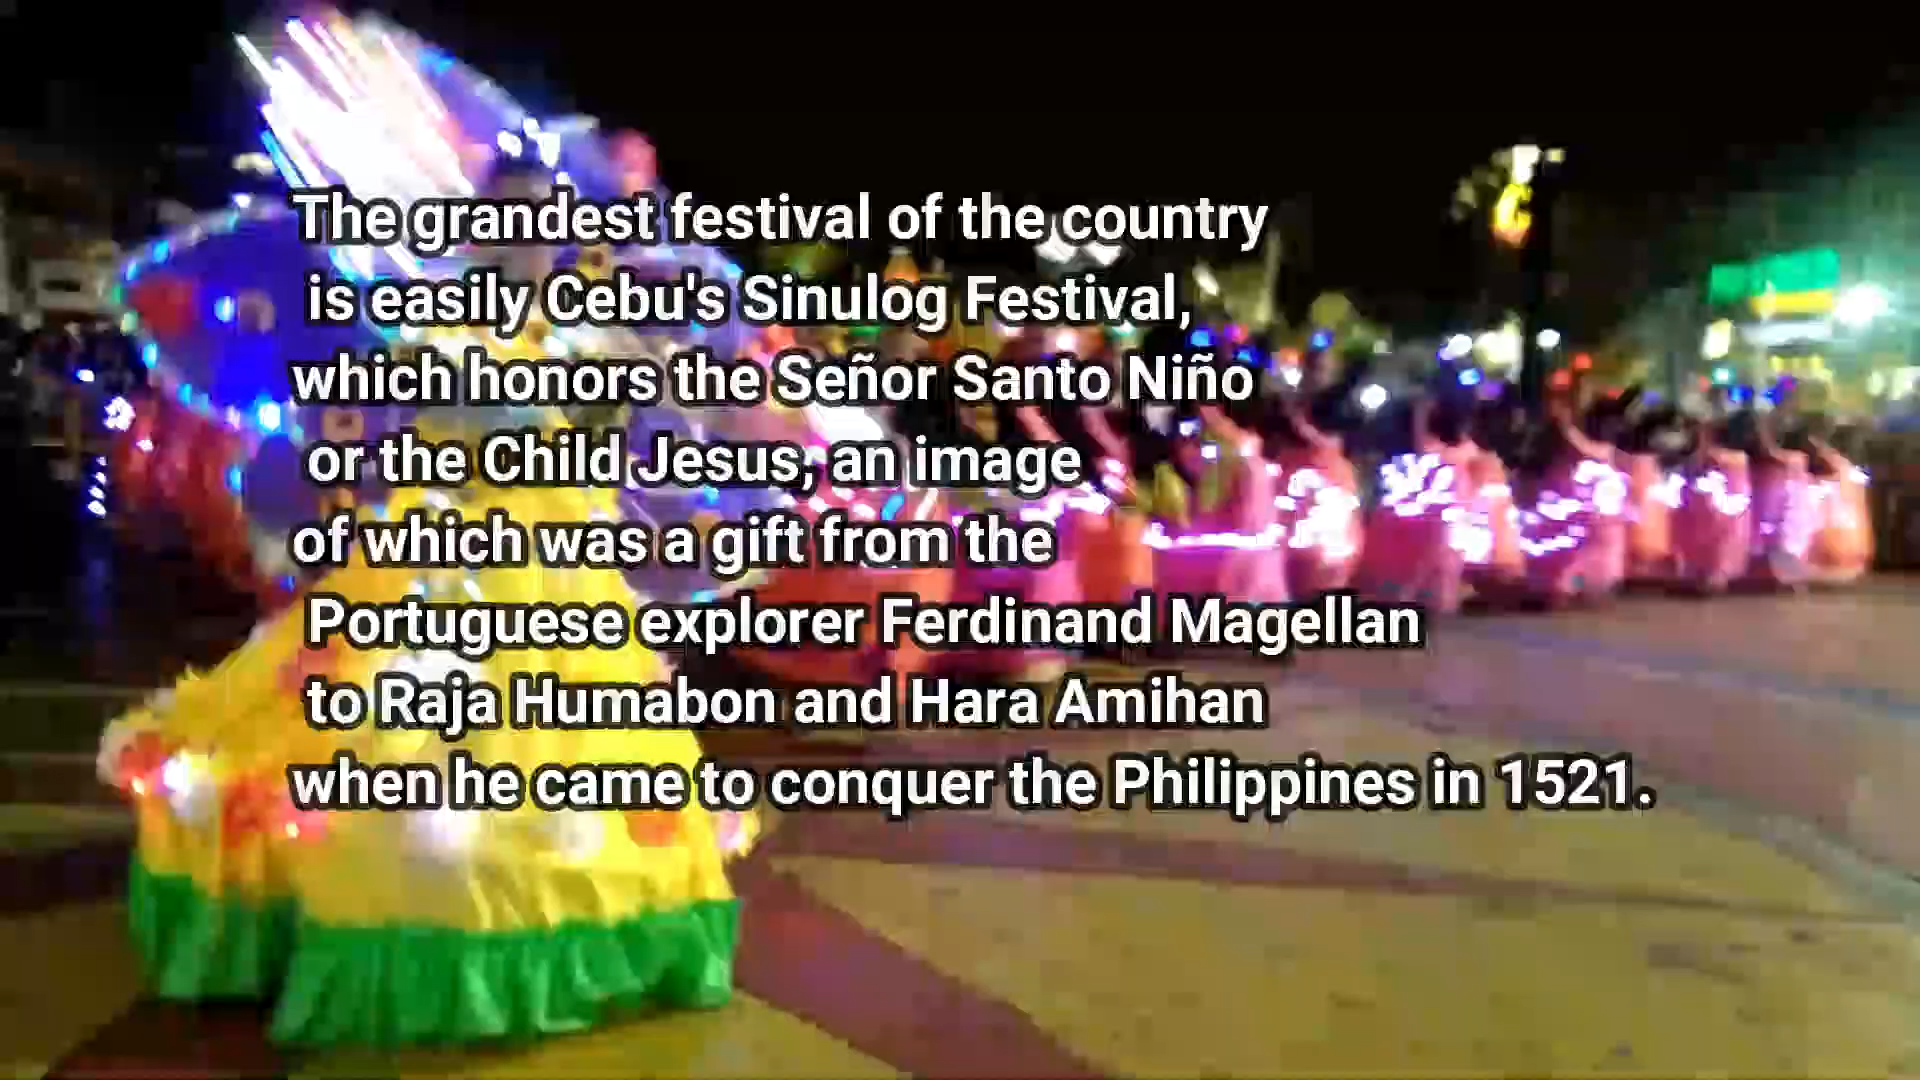 The grandest festival of the country
is easily Cebu's Sinulog Festival,
which honors the Señor Santo Niño
or the Child Jesus, an image
of which was a gift from the
Portuguese explorer Ferdinand Magellan
to Raja Humabon and Hara Amihan
when he came to conquer the Philippines in 1521.